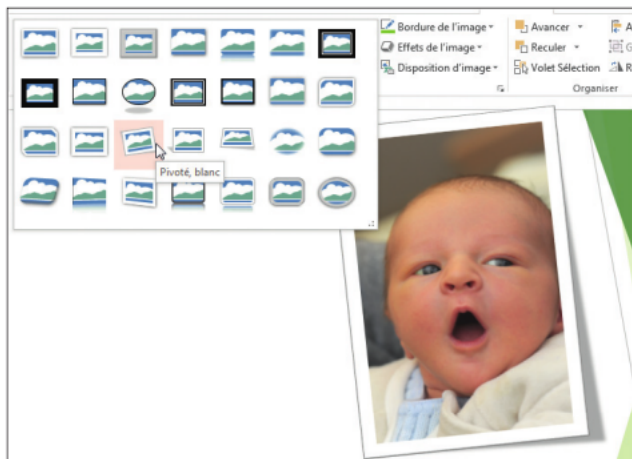 Bordure de l'image
Effets de l'image
Disposition d'image
Avancer
Reculer
Volet Sélection
Organiser
Pivoté, blanc